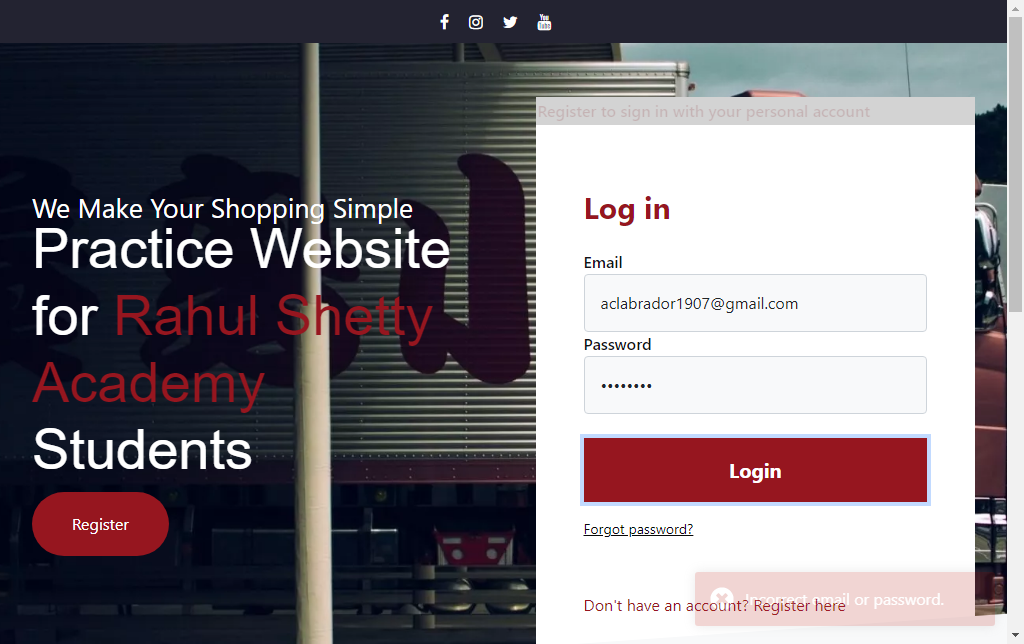 Register to sign in with your personal account
We Make Your Shopping Simple
Practice Website
for Rahul Shetty
Academy
Students
Register
Log in
Email
aclabrador1907@gmail.com
Password
••••••••
Login
Forgot password?
Don't have an account? Register here
Incorrect email or password.